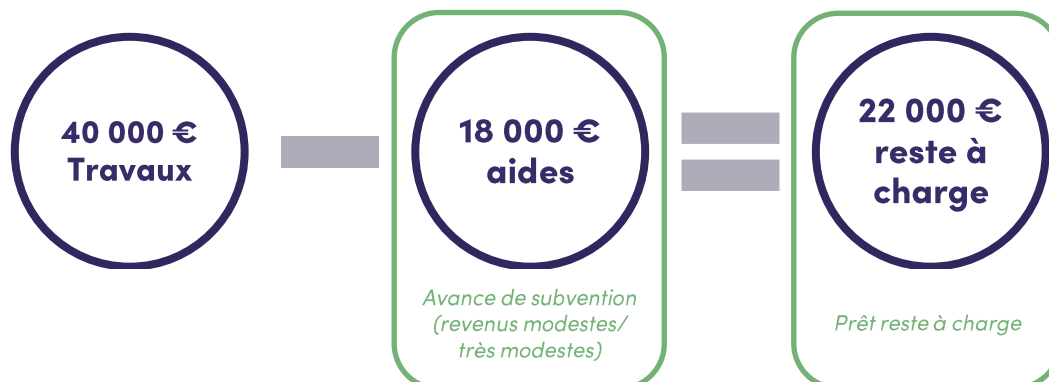 40 000 €
Travaux
18 000 €
aides
Avance de subvention
(revenus modestes/
très modestes)
22 000 €
reste à
charge
Prêt reste à charge